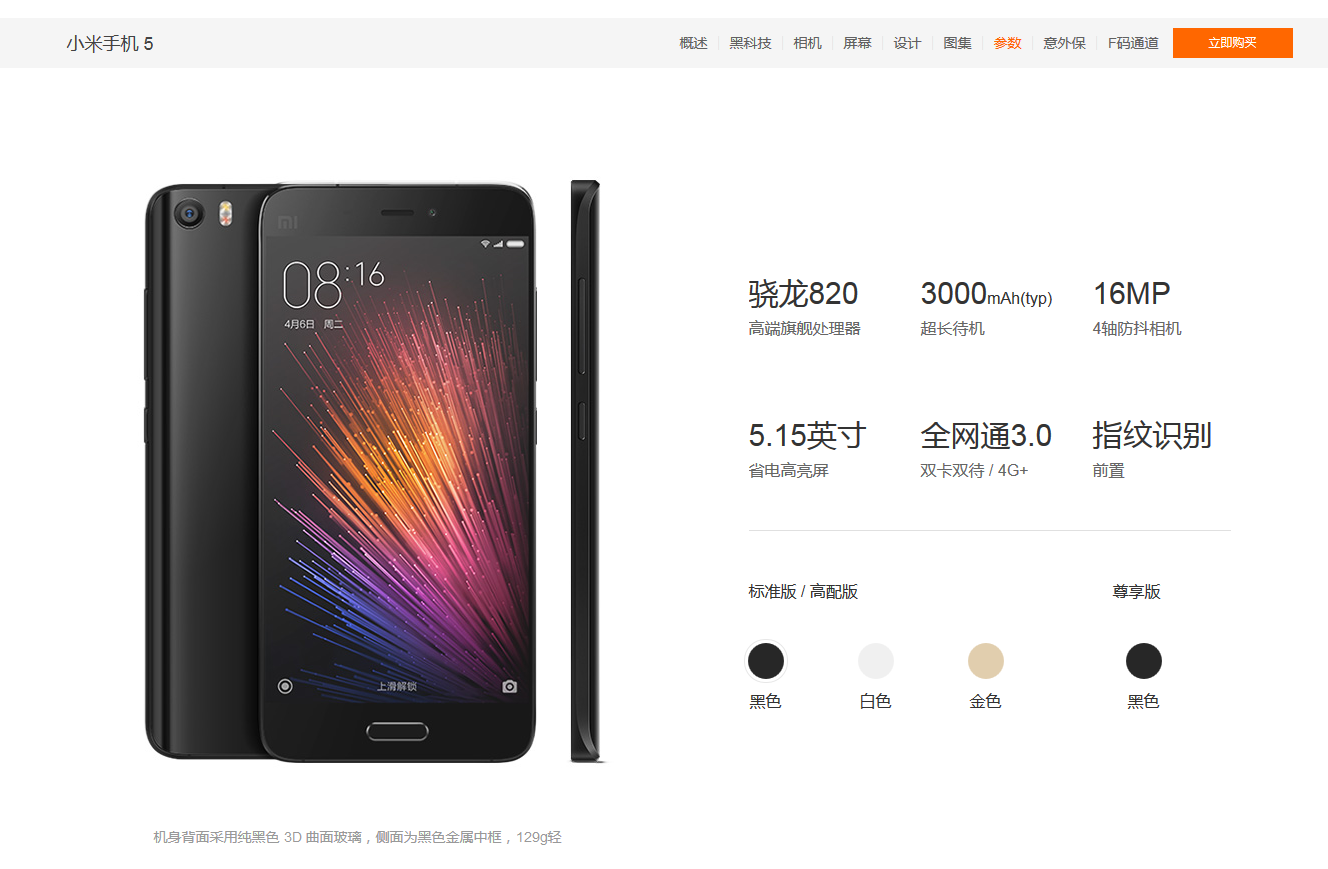 小米手机 5
概述 黑科技 相机 屏幕 设计 图集 参数 意外保 F码通道 立即购买
MI
08:16
4月6日 周二
上滑解锁
骁龙820 3000mAh(typ) 16MP
高端旗舰处理器 超长待机 4轴防抖相机
5.15英寸 全网通3.0 指纹识别
省电高亮屏 双卡双待 / 4G+ 前置
标准版 / 高配版 尊享版
黑色 白色 金色 黑色
机身背面采用纯黑色 3D 曲面玻璃，侧面为黑色金属中框，129g轻